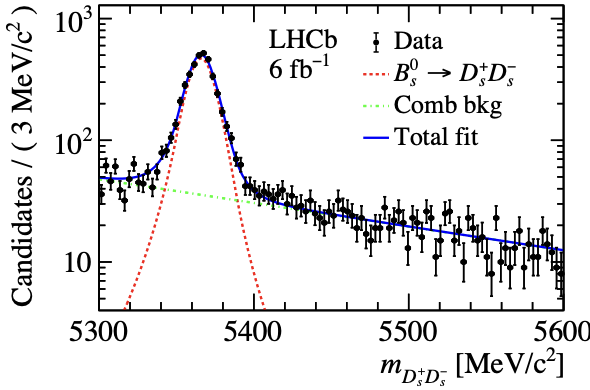 Candidates / ( 3 MeV/c²)
10³
10²
10
LHCb
6 fb⁻¹
Data
B⁰ₛ → D⁺ₛD⁻ₛ
Comb bkg
Total fit
5300 5400 5500 5600
m_{D⁺ₛD⁻ₛ} [MeV/c²]